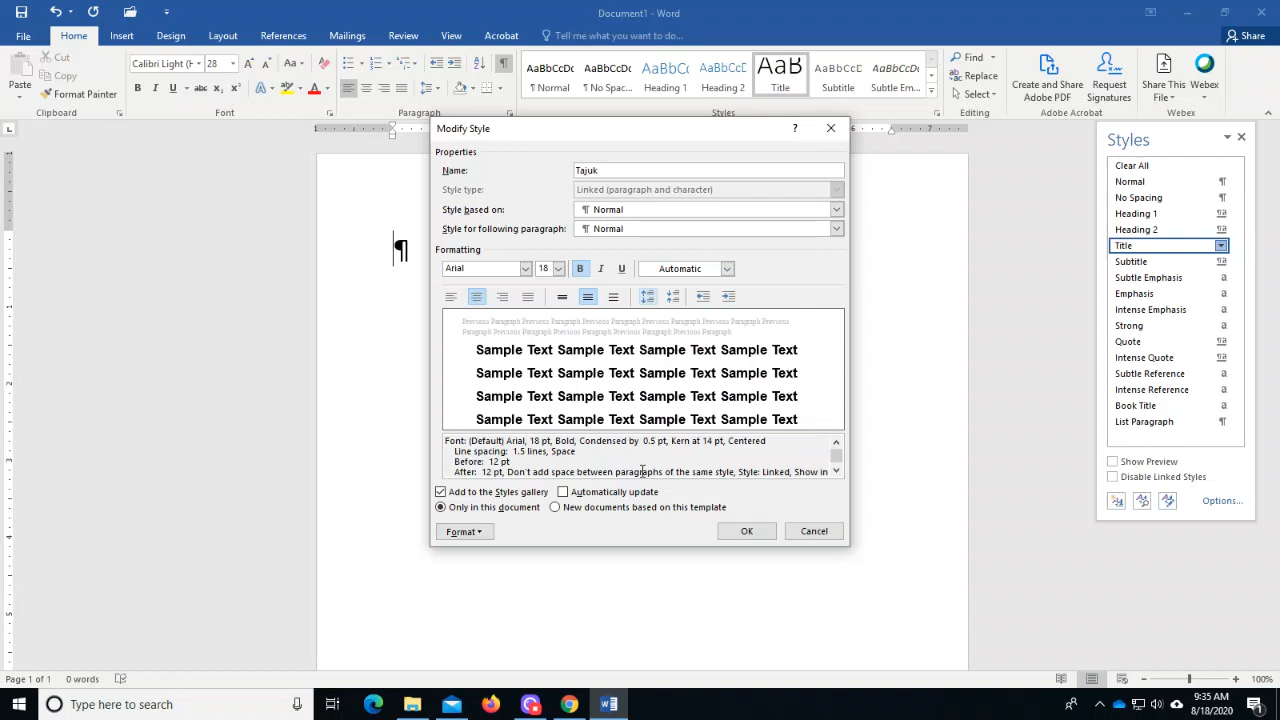 Document1 - Word
File Home Insert Design Layout References Mailings Review View Acrobat Tell me what you want to do... Share
Cut
Copy
Format Painter
Paste
Clipboard
Calibri Light (H 28 Aa
B I U abc x₂ x² A A
Font
Paragraph
AaBbCcDc AaBbCcDc AaBbCc AaBbCcC AaB AaBbCcD AaBbCcDc
¶ Normal ¶ No Spac... Heading 1 Heading 2 Title Subtitle Subtle Em...
Styles
Find
Replace
Select
Editing
Create and Share Adobe PDF
Request Signatures
Adobe Acrobat
Share This File
Webex
Webex
Modify Style ?
Properties
Name: Tajuk
Style type: Linked (paragraph and character)
Style based on: ¶ Normal
Style for following paragraph: ¶ Normal
Formatting
Arial 18 B I U Automatic
Previous Paragraph Previous Paragraph Previous Paragraph Previous Paragraph Previous Paragraph Previous
Paragraph Previous Paragraph Previous Paragraph Previous Paragraph Previous Paragraph
Sample Text Sample Text Sample Text Sample Text
Sample Text Sample Text Sample Text Sample Text
Sample Text Sample Text Sample Text Sample Text
Sample Text Sample Text Sample Text Sample Text
Font: (Default) Arial, 18 pt, Bold, Condensed by 0.5 pt, Kern at 14 pt, Centered
Line spacing: 1.5 lines, Space
Before: 12 pt
After: 12 pt, Don't add space between paragraphs of the same style, Style: Linked, Show in
Add to the Styles gallery Automatically update
Only in this document New documents based on this template
Format OK Cancel
¶
Styles
Clear All
Normal ¶
No Spacing ¶
Heading 1 ¶a
Heading 2 ¶a
Title
Subtitle ¶a
Subtle Emphasis a
Emphasis a
Intense Emphasis a
Strong a
Quote ¶a
Intense Quote ¶a
Subtle Reference a
Intense Reference a
Book Title a
List Paragraph ¶
Show Preview
Disable Linked Styles
Options...
Page 1 of 1 0 words 100%
Type here to search
9:35 AM
8/18/2020